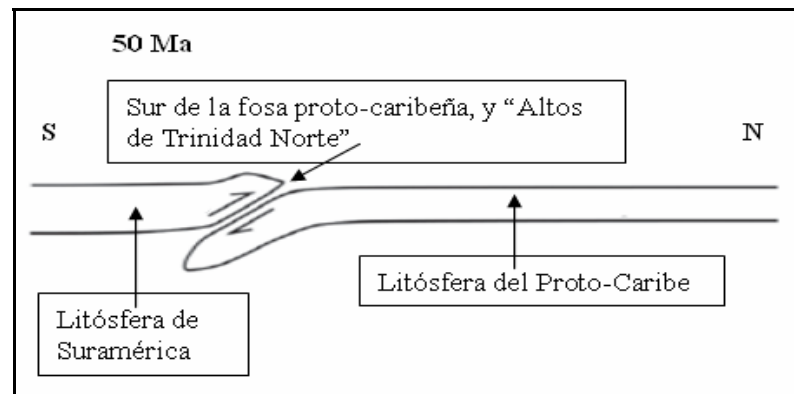 50 Ma
Sur de la fosa proto-caribeña, y “Altos
de Trinidad Norte”
S
N
Litósfera del Proto-Caribe
Litósfera de
Suramérica